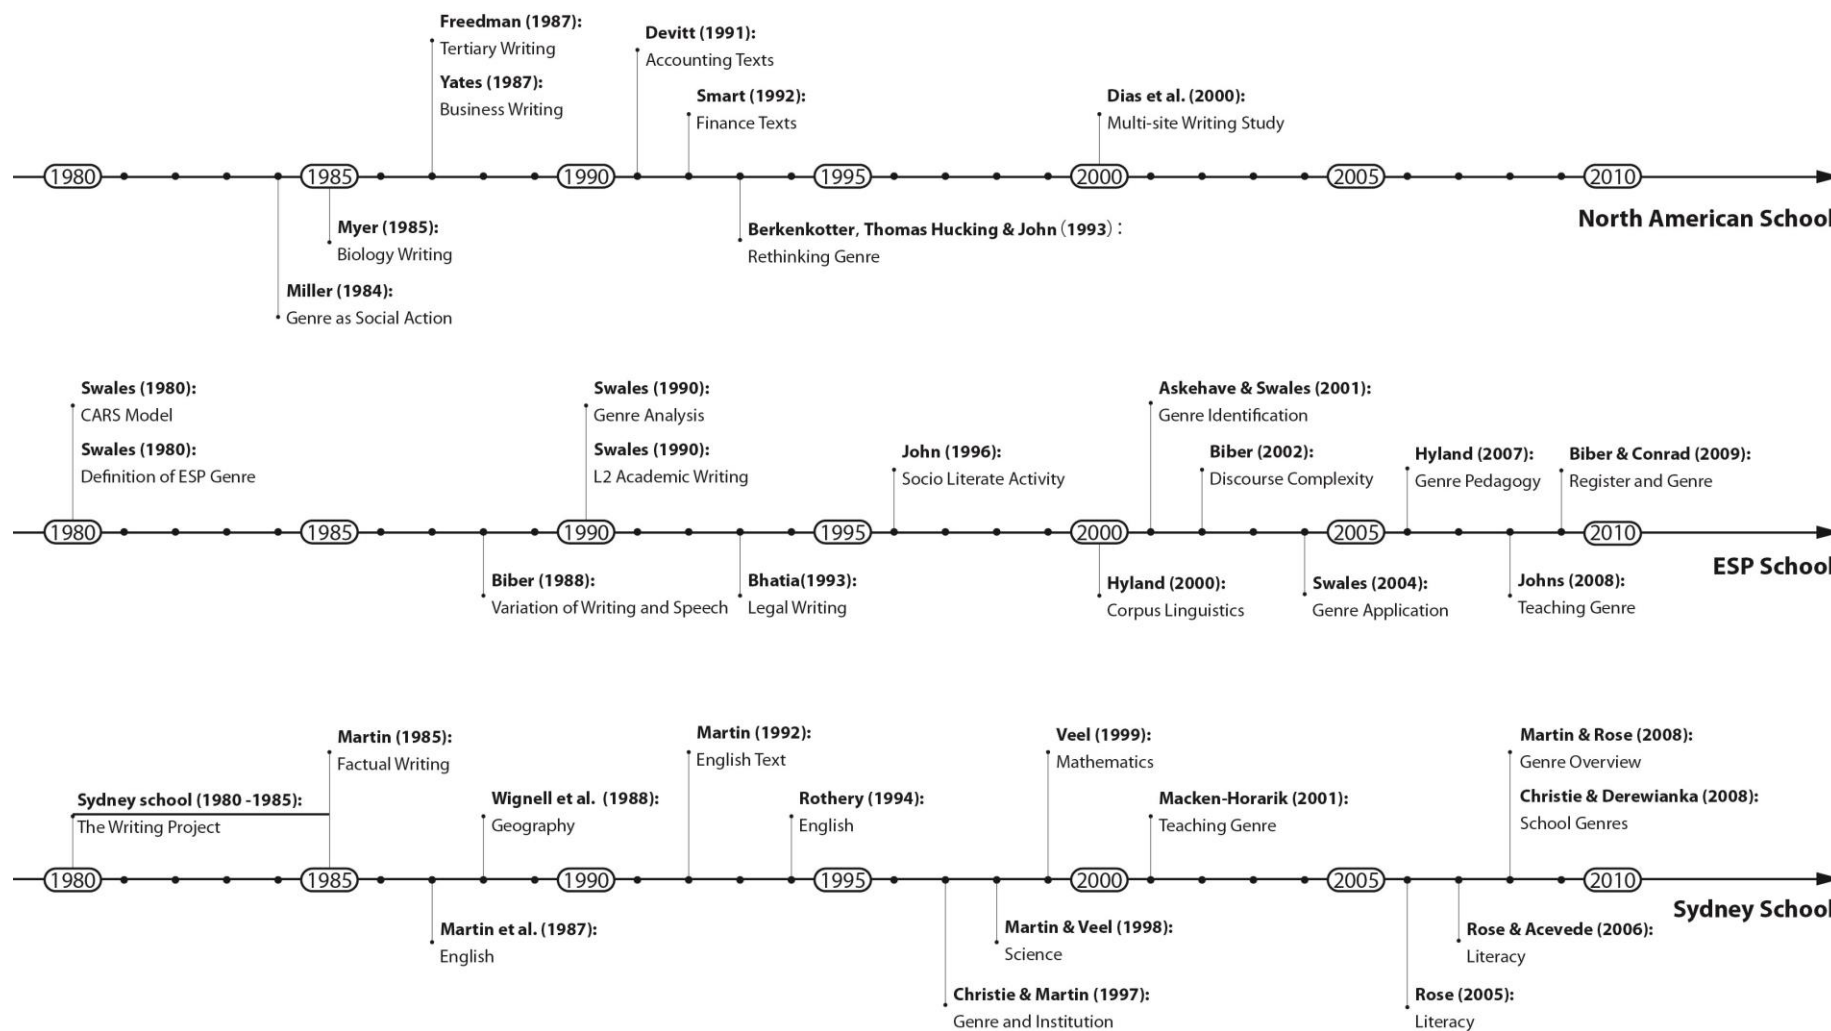 Freedman (1987):
Tertiary Writing
Yates (1987):
Business Writing
Devitt (1991):
Accounting Texts
Smart (1992):
Finance Texts
Dias et al. (2000):
Multi-site Writing Study
1980
1985
1990
1995
2000
2005
2010
North American School
Myer (1985):
Biology Writing
Miller (1984):
Genre as Social Action
Berkenkotter, Thomas Hucking & John (1993) :
Rethinking Genre
Swales (1980):
CARS Model
Swales (1980):
Definition of ESP Genre
Swales (1990):
Genre Analysis
Swales (1990):
L2 Academic Writing
John (1996):
Socio Literate Activity
Askehave & Swales (2001):
Genre Identification
Biber (2002):
Discourse Complexity
Hyland (2007):
Genre Pedagogy
Biber & Conrad (2009):
Register and Genre
1980
1985
1990
1995
2000
2005
2010
ESP School
Biber (1988):
Variation of Writing and Speech
Bhatia(1993):
Legal Writing
Hyland (2000):
Corpus Linguistics
Swales (2004):
Genre Application
Johns (2008):
Teaching Genre
Sydney school (1980 -1985):
The Writing Project
Martin (1985):
Factual Writing
Wignell et al. (1988):
Geography
Martin (1992):
English Text
Rothery (1994):
English
Veel (1999):
Mathematics
Macken-Horarik (2001):
Teaching Genre
Martin & Rose (2008):
Genre Overview
Christie & Derewianka (2008):
School Genres
1980
1985
1990
1995
2000
2005
2010
Sydney School
Martin et al. (1987):
English
Christie & Martin (1997):
Genre and Institution
Martin & Veel (1998):
Science
Rose & Acevede (2006):
Literacy
Rose (2005):
Literacy